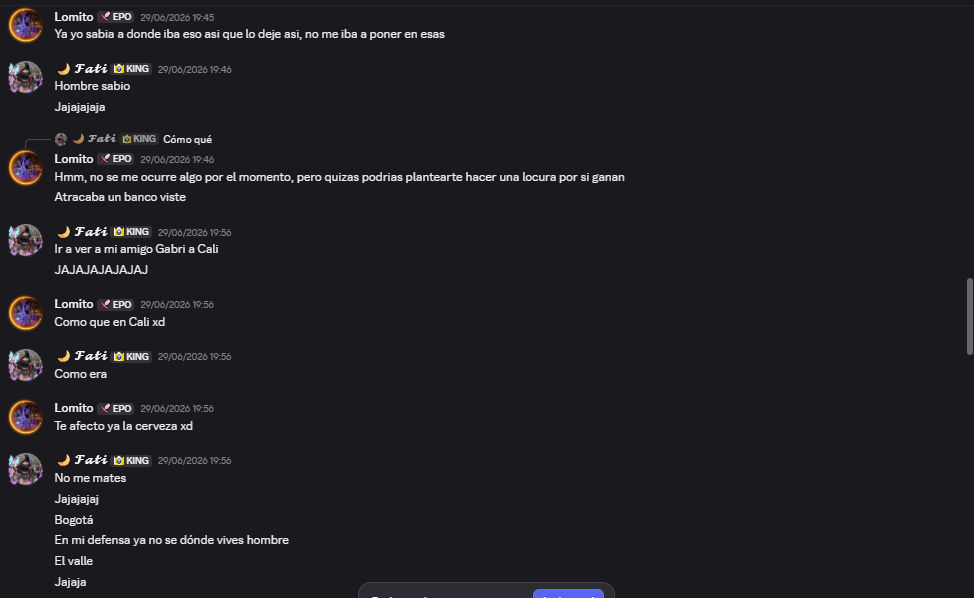 Lomito EPO 29/06/2026 19:45
Ya yo sabia a donde iba eso asi que lo deje asi, no me iba a poner en esas
🌙 𝓕𝓪𝓽𝓲 KING 29/06/2026 19:46
Hombre sabio
Jajajajaja
🌙 𝓕𝓪𝓽𝓲 KING Cómo qué
Lomito EPO 29/06/2026 19:46
Hmm, no se me ocurre algo por el momento, pero quizas podrias plantearte hacer una locura por si ganan
Atracaba un banco viste
🌙 𝓕𝓪𝓽𝓲 KING 29/06/2026 19:56
Ir a ver a mi amigo Gabri a Cali
JAJAJAJAJAJAJ
Lomito EPO 29/06/2026 19:56
Como que en Cali xd
🌙 𝓕𝓪𝓽𝓲 KING 29/06/2026 19:56
Como era
Lomito EPO 29/06/2026 19:56
Te afecto ya la cerveza xd
🌙 𝓕𝓪𝓽𝓲 KING 29/06/2026 19:56
No me mates
Jajajajaj
Bogotá
En mi defensa ya no se dónde vives hombre
El valle
Jajaja